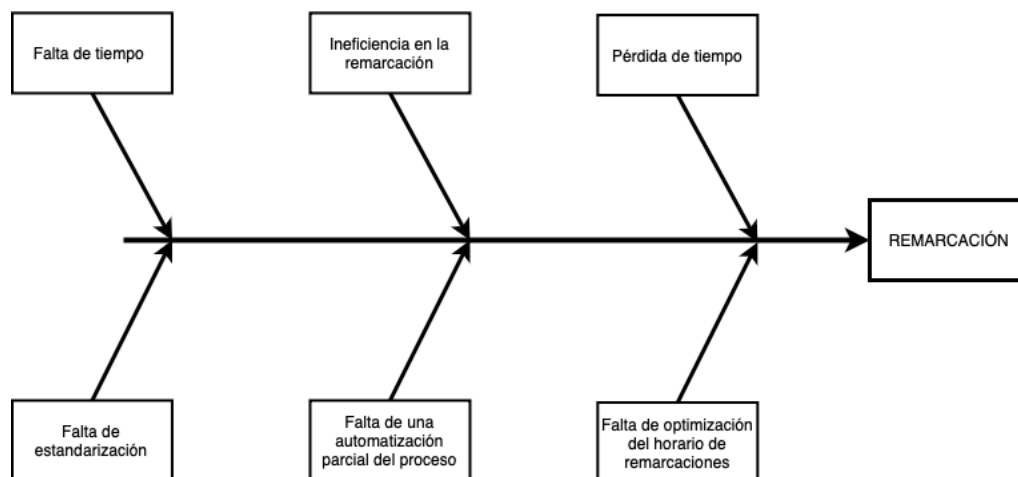 Falta de tiempo
Ineficiencia en la
remarcación
Pérdida de tiempo
REMARCACIÓN
Falta de
estandarización
Falta de una
automatización
parcial del proceso
Falta de optimización
del horario de
remarcaciones